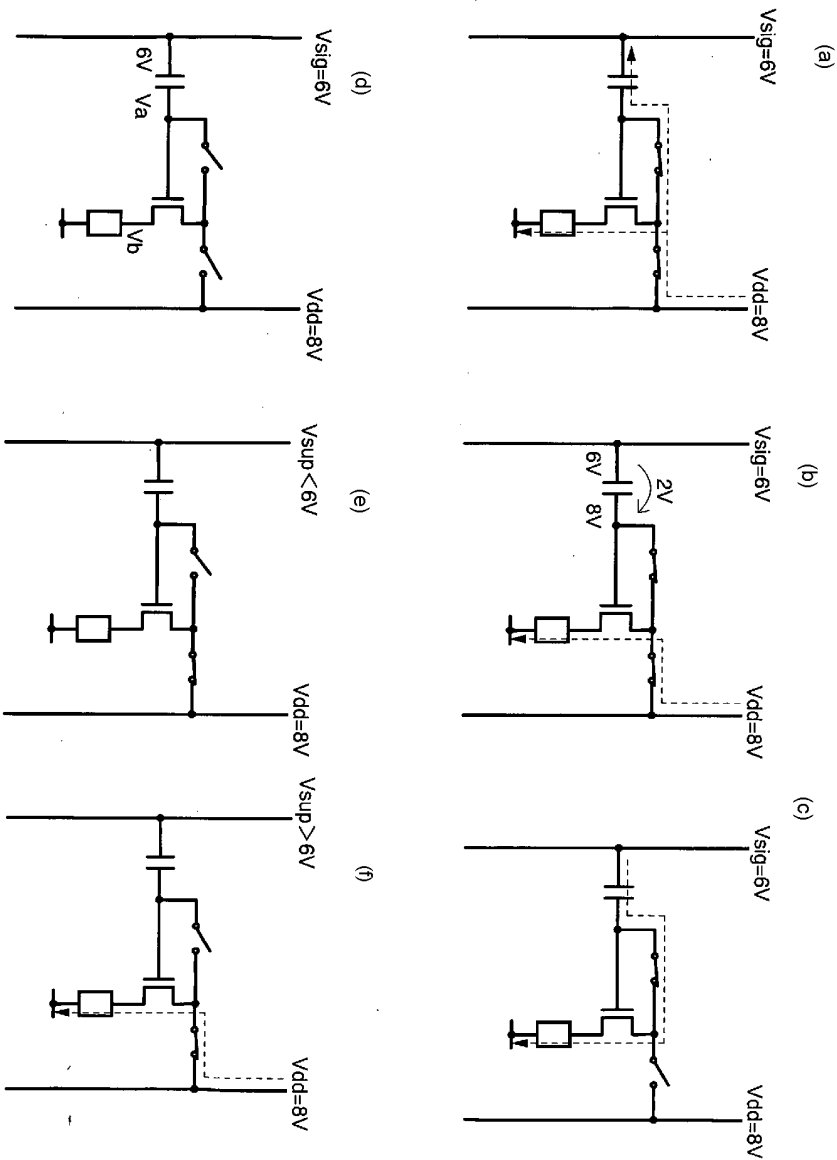 (a)
Vsig=6V
Vdd=8V
(b)
Vsig=6V
6V
2V
8V
Vdd=8V
(c)
Vsig=6V
Vdd=8V
(d)
Vsig=6V
6V
Va
Vb
Vdd=8V
(e)
Vsup<6V
Vdd=8V
(f)
Vsup>6V
Vdd=8V